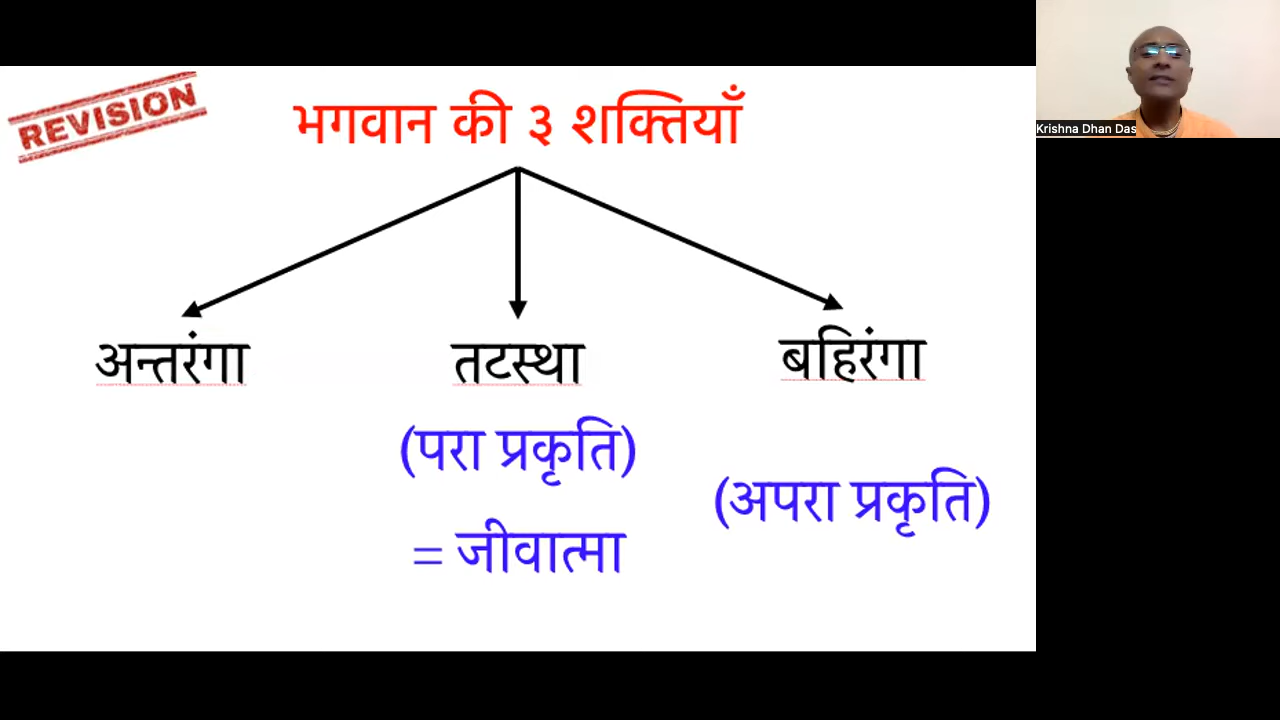 REVISION
भगवान की ३ शक्तियाँ
Krishna Dhan Das
अन्तरंगा तटस्था बहिरंगा
(परा प्रकृति)
(अपरा प्रकृति)
= जीवात्मा